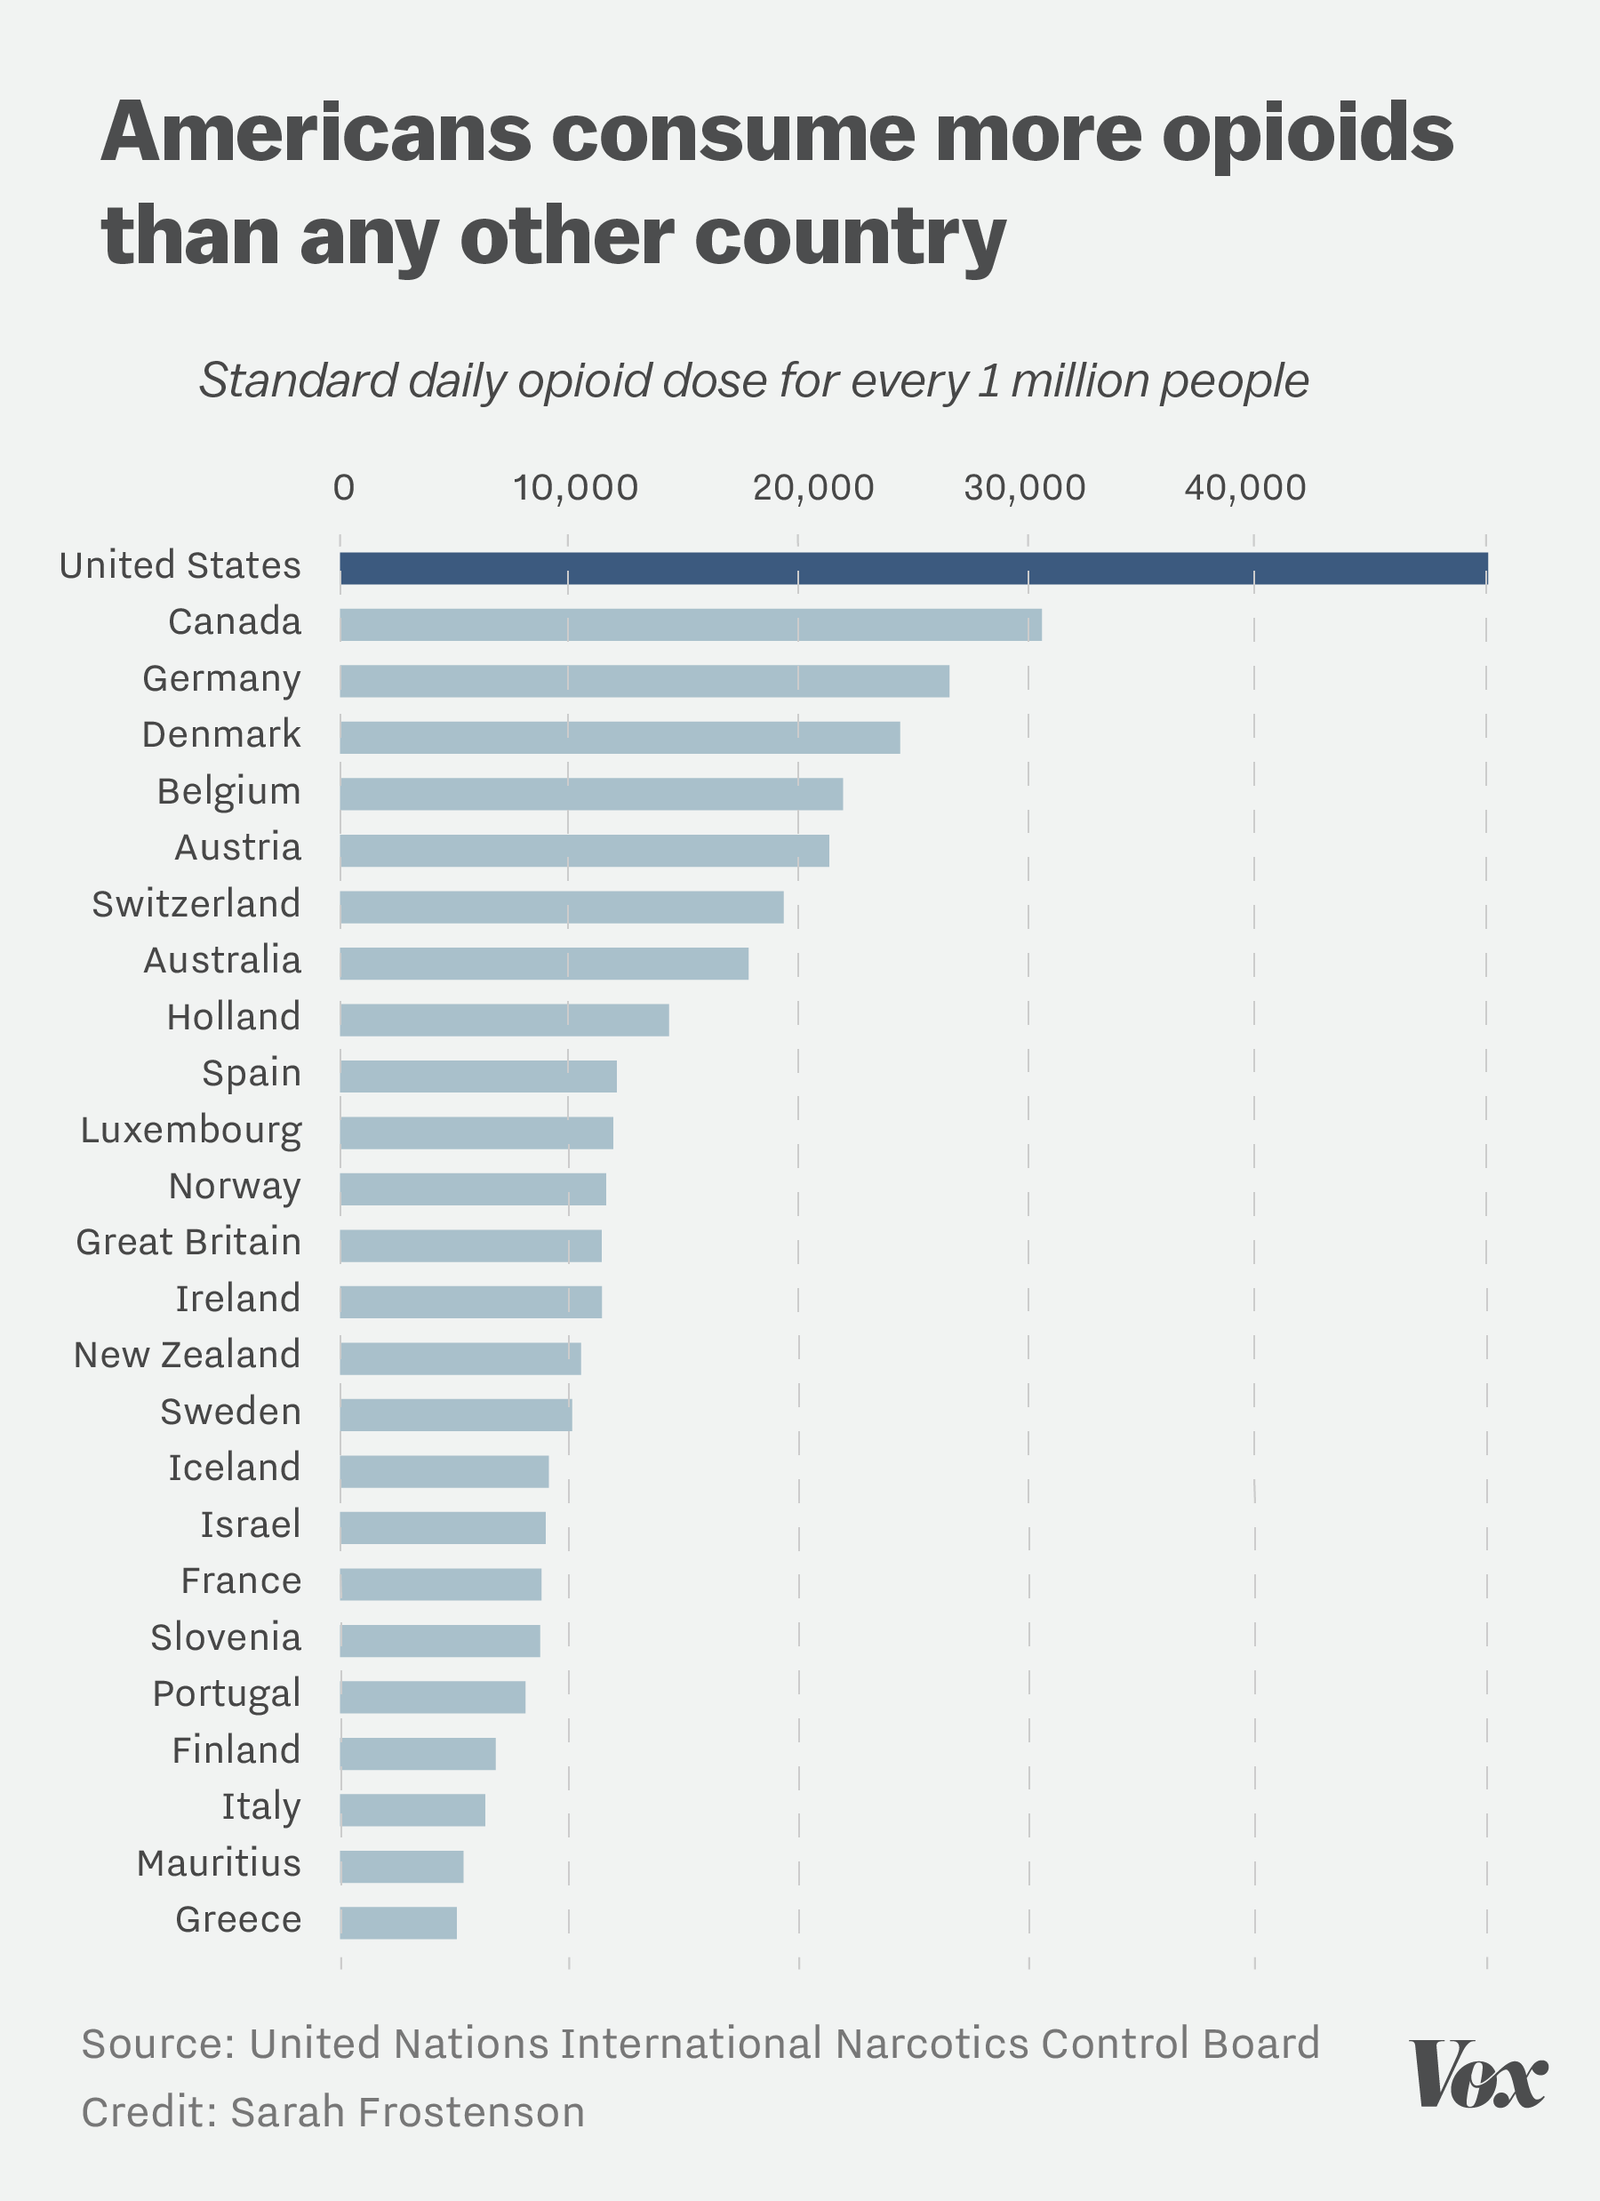 Americans consume more opioids
than any other country
Standard daily opioid dose for every 1 million people
0 10,000 20,000 30,000 40,000
United States
Canada
Germany
Denmark
Belgium
Austria
Switzerland
Australia
Holland
Spain
Luxembourg
Norway
Great Britain
Ireland
New Zealand
Sweden
Iceland
Israel
France
Slovenia
Portugal
Finland
Italy
Mauritius
Greece
Source: United Nations International Narcotics Control Board
Credit: Sarah Frostenson
Vox